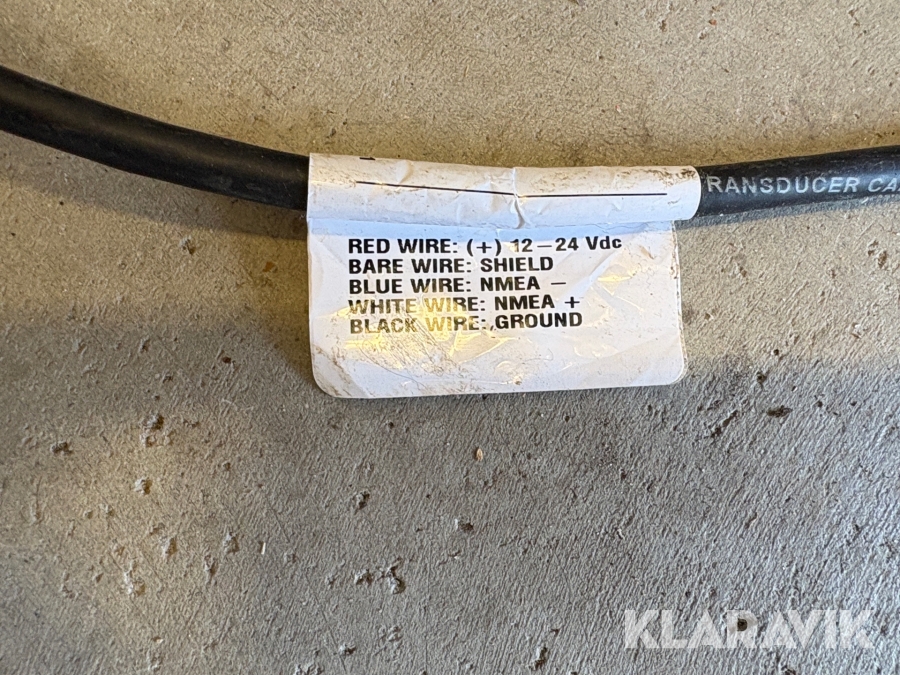 RANSDUCER CA
RED WIRE: (+) 12–24 Vdc
BARE WIRE: SHIELD
BLUE WIRE: NMEA –
WHITE WIRE: NMEA +
BLACK WIRE: GROUND
KLARAVIK